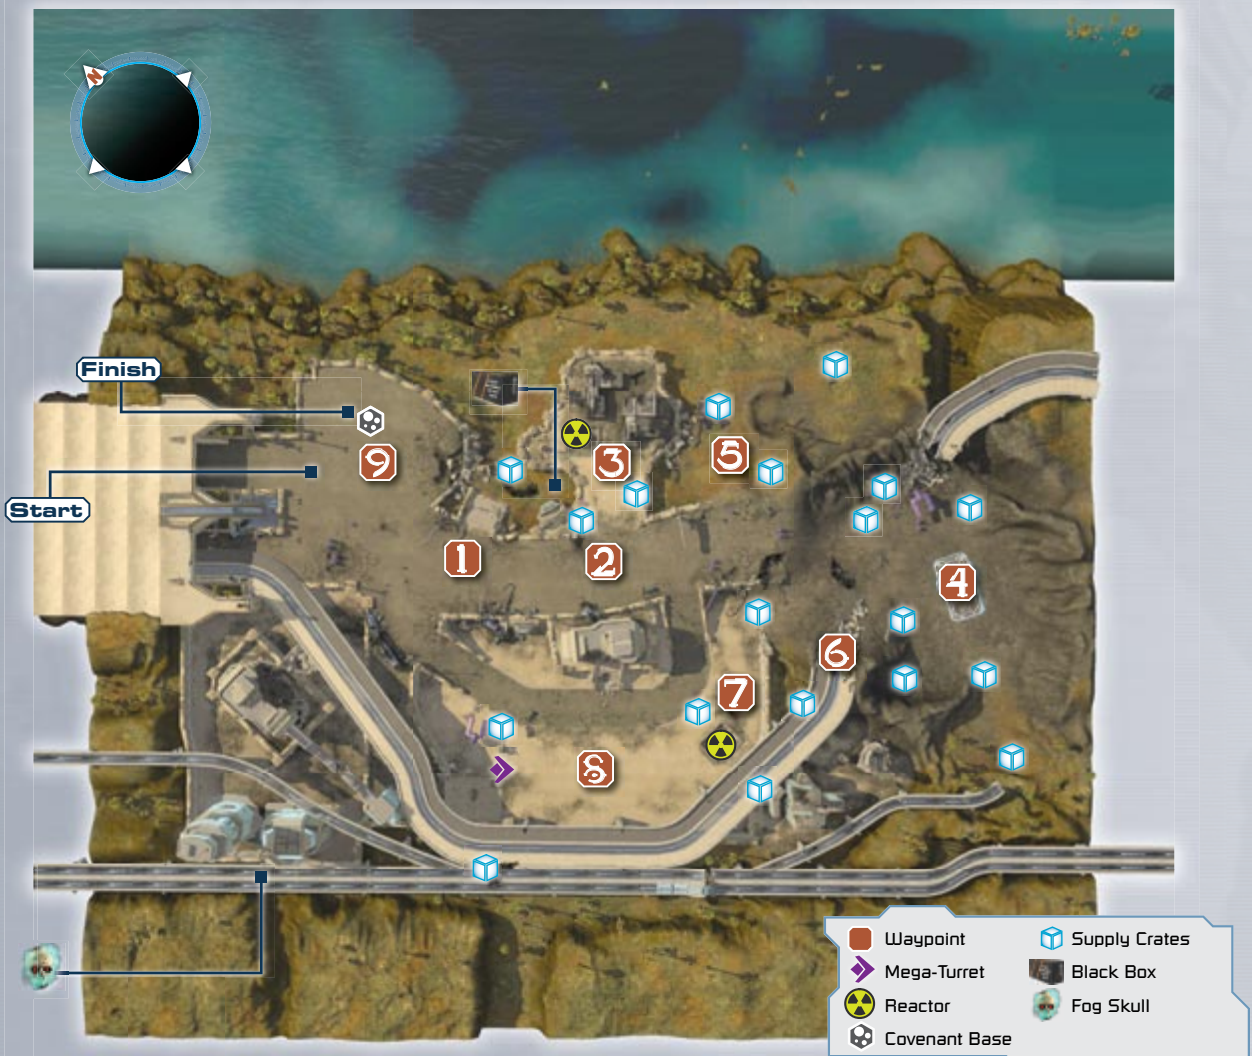 N
Finish
Start
9
3
5
1
2
4
6
7
8
Waypoint
Supply Crates
Mega-Turret
Black Box
Reactor
Fog Skull
Covenant Base